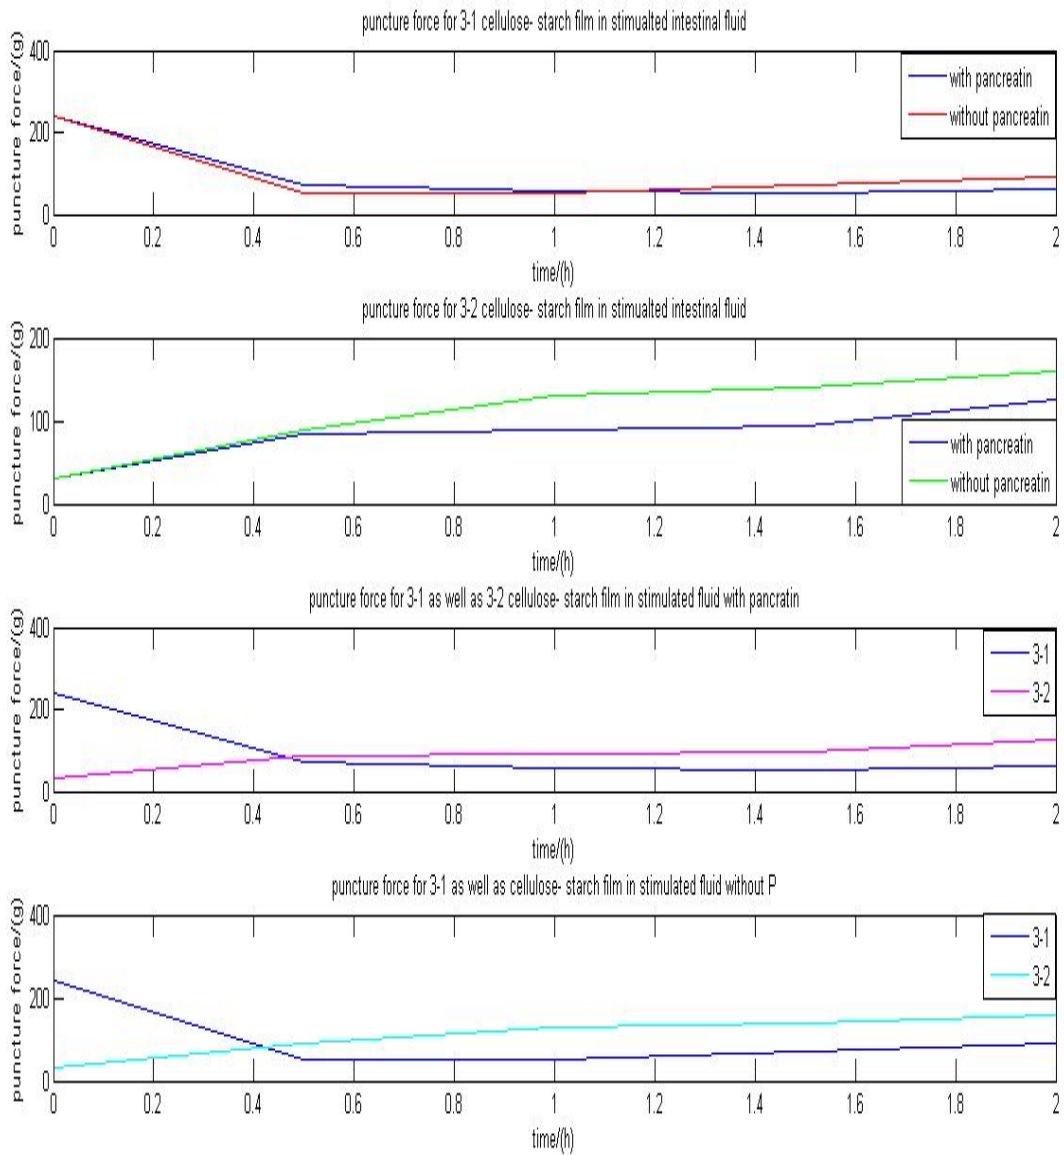 puncture force for 3-1 cellulose- starch film in stimualted intestinal fluid
puncture force/(g)
400
200
0
with pancreatin
without pancreatin
0 0.2 0.4 0.6 0.8 1 1.2 1.4 1.6 1.8 2
time/(h)
puncture force for 3-2 cellulose- starch film in stimualted intestinal fluid
puncture force/(g)
200
100
0
with pancreatin
without pancreatin
0 0.2 0.4 0.6 0.8 1 1.2 1.4 1.6 1.8 2
time/(h)
puncture force for 3-1 as well as 3-2 cellulose- starch film in stimulated fluid with pancratin
puncture force/(g)
400
200
0
3-1
3-2
0 0.2 0.4 0.6 0.8 1 1.2 1.4 1.6 1.8 2
time/(h)
puncture force for 3-1 as well as cellulose- starch film in stimulated fluid without P
puncture force/(g)
400
200
0
3-1
3-2
0 0.2 0.4 0.6 0.8 1 1.2 1.4 1.6 1.8 2
time/(h)